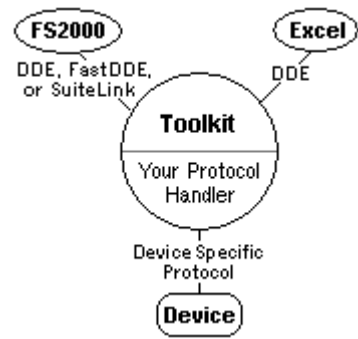 FS2000
Excel
DDE, FastDDE,
or SuiteLink
DDE
Toolkit
Your Protocol
Handler
Device Specific
Protocol
Device